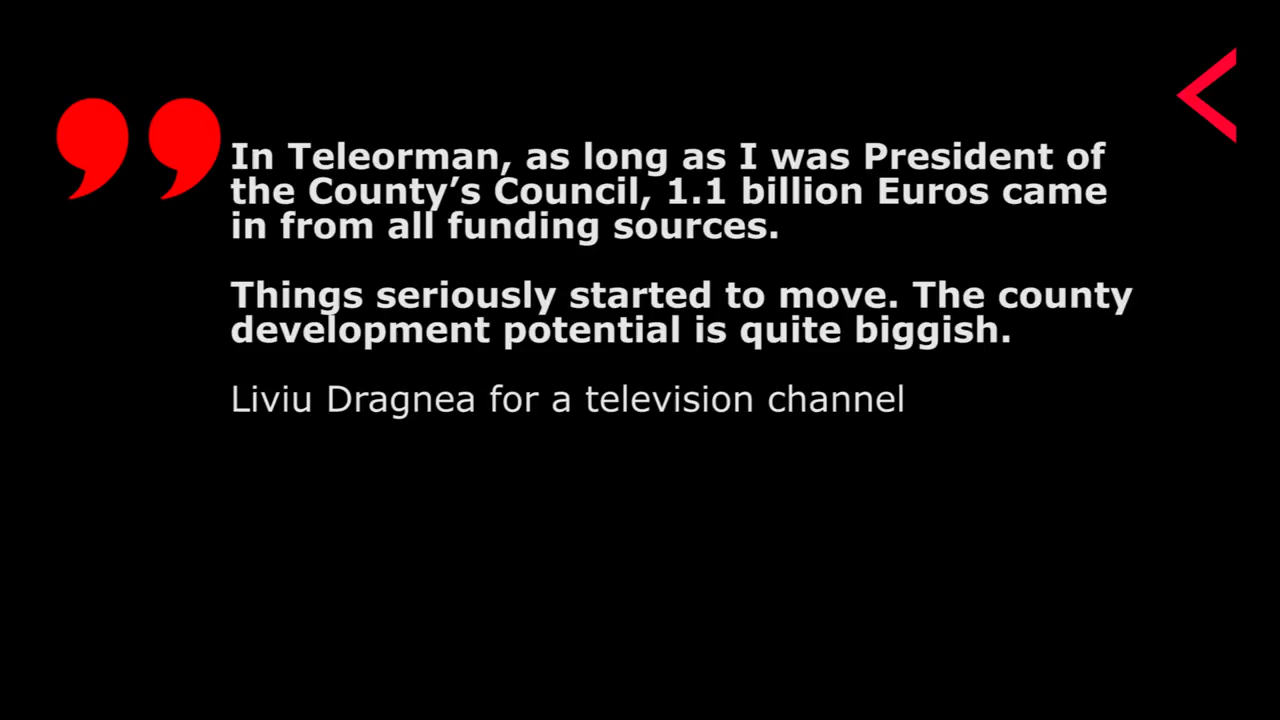 In Teleorman, as long as I was President of
the County’s Council, 1.1 billion Euros came
in from all funding sources.
Things seriously started to move. The county
development potential is quite biggish.
Liviu Dragnea for a television channel